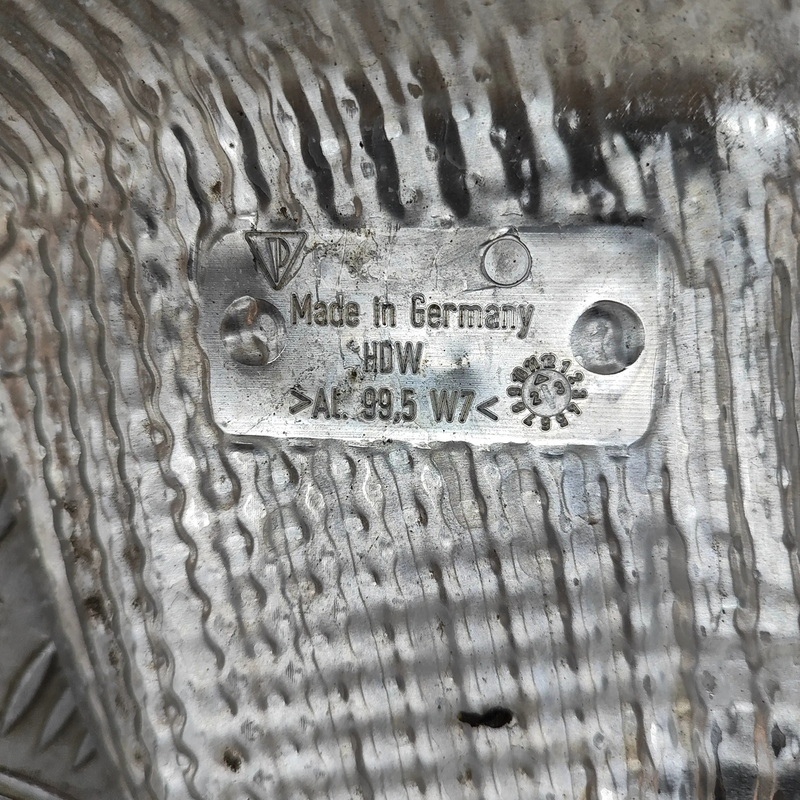 Made in Germany
HDW
>AL. 99,5 W7<